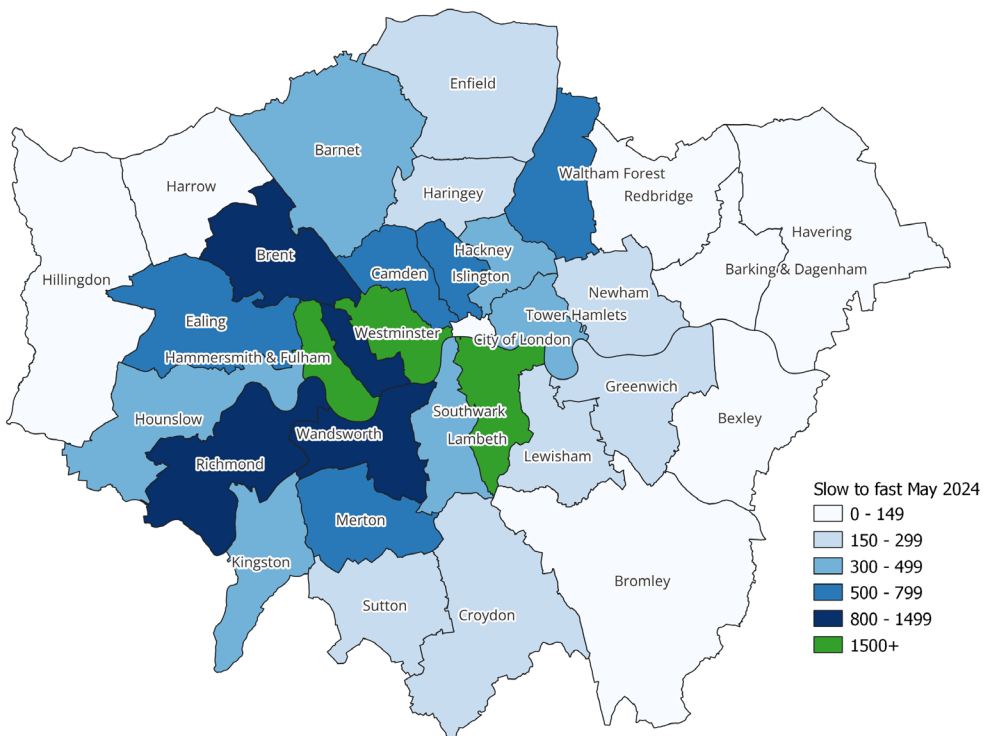 Enfield
Barnet
Waltham Forest
Harrow
Haringey
Redbridge
Havering
Hackney
Brent
Barking & Dagenham
Camden
Islington
Hillingdon
Newham
Tower Hamlets
Ealing
Westminster
City of London
Hammersmith & Fulham
Greenwich
Southwark
Hounslow
Bexley
Wandsworth
Lambeth
Lewisham
Richmond
Merton
Kingston
Bromley
Sutton
Croydon
Slow to fast May 2024
0 - 149
150 - 299
300 - 499
500 - 799
800 - 1499
1500+